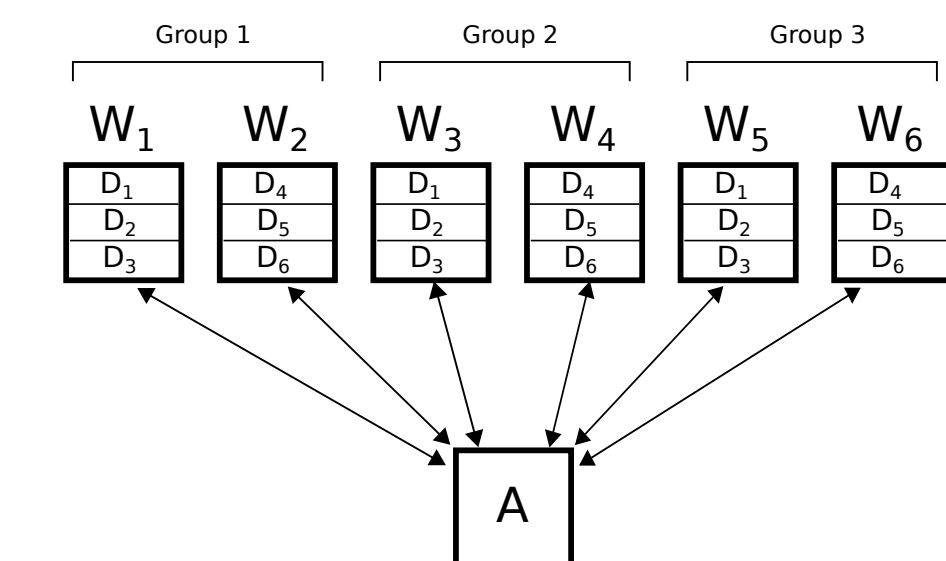 Group 1 Group 2 Group 3
W1 W2 W3 W4 W5 W6
D1 D4 D1 D4 D1 D4
D2 D5 D2 D5 D2 D5
D3 D6 D3 D6 D3 D6
A